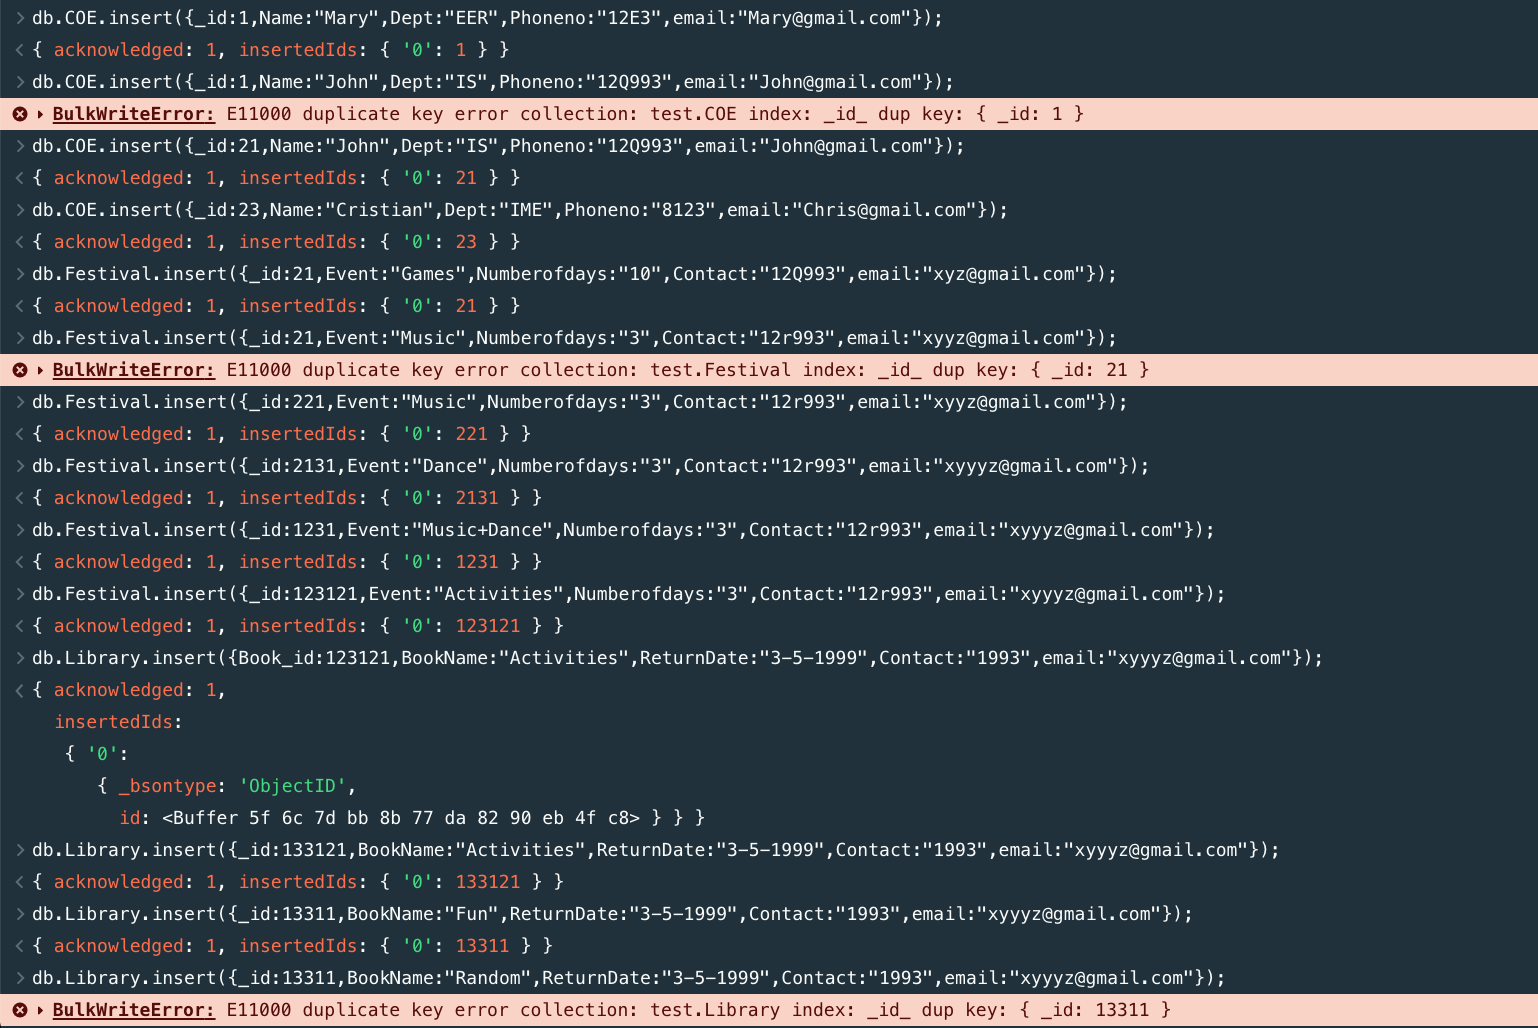 > db.COE.insert({_id:1,Name:"Mary",Dept:"EER",Phoneno:"12E3",email:"Mary@gmail.com"});
< { acknowledged: 1, insertedIds: { '0': 1 } }
> db.COE.insert({_id:1,Name:"John",Dept:"IS",Phoneno:"12Q993",email:"John@gmail.com"});
BulkWriteError: E11000 duplicate key error collection: test.COE index: _id_ dup key: { _id: 1 }
> db.COE.insert({_id:21,Name:"John",Dept:"IS",Phoneno:"12Q993",email:"John@gmail.com"});
< { acknowledged: 1, insertedIds: { '0': 21 } }
> db.COE.insert({_id:23,Name:"Cristian",Dept:"IME",Phoneno:"8123",email:"Chris@gmail.com"});
< { acknowledged: 1, insertedIds: { '0': 23 } }
> db.Festival.insert({_id:21,Event:"Games",Numberofdays:"10",Contact:"12Q993",email:"xyz@gmail.com"});
< { acknowledged: 1, insertedIds: { '0': 21 } }
> db.Festival.insert({_id:21,Event:"Music",Numberofdays:"3",Contact:"12r993",email:"xyyz@gmail.com"});
BulkWriteError: E11000 duplicate key error collection: test.Festival index: _id_ dup key: { _id: 21 }
> db.Festival.insert({_id:221,Event:"Music",Numberofdays:"3",Contact:"12r993",email:"xyyz@gmail.com"});
< { acknowledged: 1, insertedIds: { '0': 221 } }
> db.Festival.insert({_id:2131,Event:"Dance",Numberofdays:"3",Contact:"12r993",email:"xyyyz@gmail.com"});
< { acknowledged: 1, insertedIds: { '0': 2131 } }
> db.Festival.insert({_id:1231,Event:"Music+Dance",Numberofdays:"3",Contact:"12r993",email:"xyyyz@gmail.com"});
< { acknowledged: 1, insertedIds: { '0': 1231 } }
> db.Festival.insert({_id:123121,Event:"Activities",Numberofdays:"3",Contact:"12r993",email:"xyyyz@gmail.com"});
< { acknowledged: 1, insertedIds: { '0': 123121 } }
> db.Library.insert({Book_id:123121,BookName:"Activities",ReturnDate:"3-5-1999",Contact:"1993",email:"xyyyz@gmail.com"});
< { acknowledged: 1,
insertedIds:
{ '0':
{ _bsontype: 'ObjectID',
id: <Buffer 5f 6c 7d bb 8b 77 da 82 90 eb 4f c8> } } }
> db.Library.insert({_id:133121,BookName:"Activities",ReturnDate:"3-5-1999",Contact:"1993",email:"xyyyz@gmail.com"});
< { acknowledged: 1, insertedIds: { '0': 133121 } }
> db.Library.insert({_id:13311,BookName:"Fun",ReturnDate:"3-5-1999",Contact:"1993",email:"xyyyz@gmail.com"});
< { acknowledged: 1, insertedIds: { '0': 13311 } }
> db.Library.insert({_id:13311,BookName:"Random",ReturnDate:"3-5-1999",Contact:"1993",email:"xyyyz@gmail.com"});
BulkWriteError: E11000 duplicate key error collection: test.Library index: _id_ dup key: { _id: 13311 }